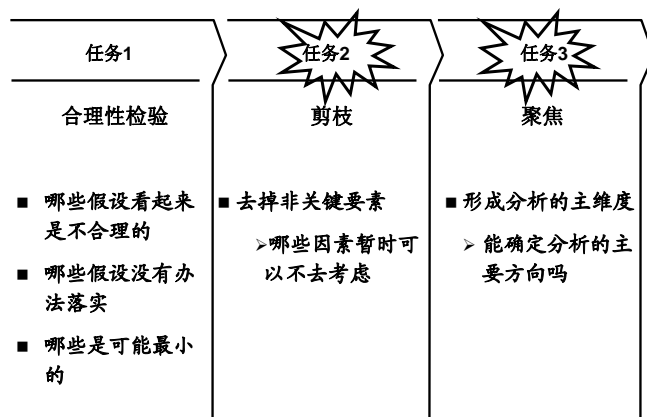 任务1
合理性检验
■ 哪些假设看起来
是不合理的
■ 哪些假设没有办
法落实
■ 哪些是可能最小
的
任务2
剪枝
■ 去掉非关键要素
➢哪些因素暂时可
以不去考虑
任务3
聚焦
■ 形成分析的主维度
➢ 能确定分析的主
要方向吗